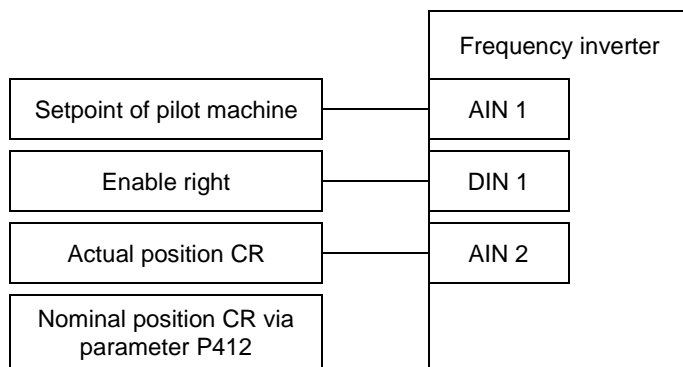 Frequency inverter
Setpoint of pilot machine
AIN 1
Enable right
DIN 1
Actual position CR
AIN 2
Nominal position CR via
parameter P412